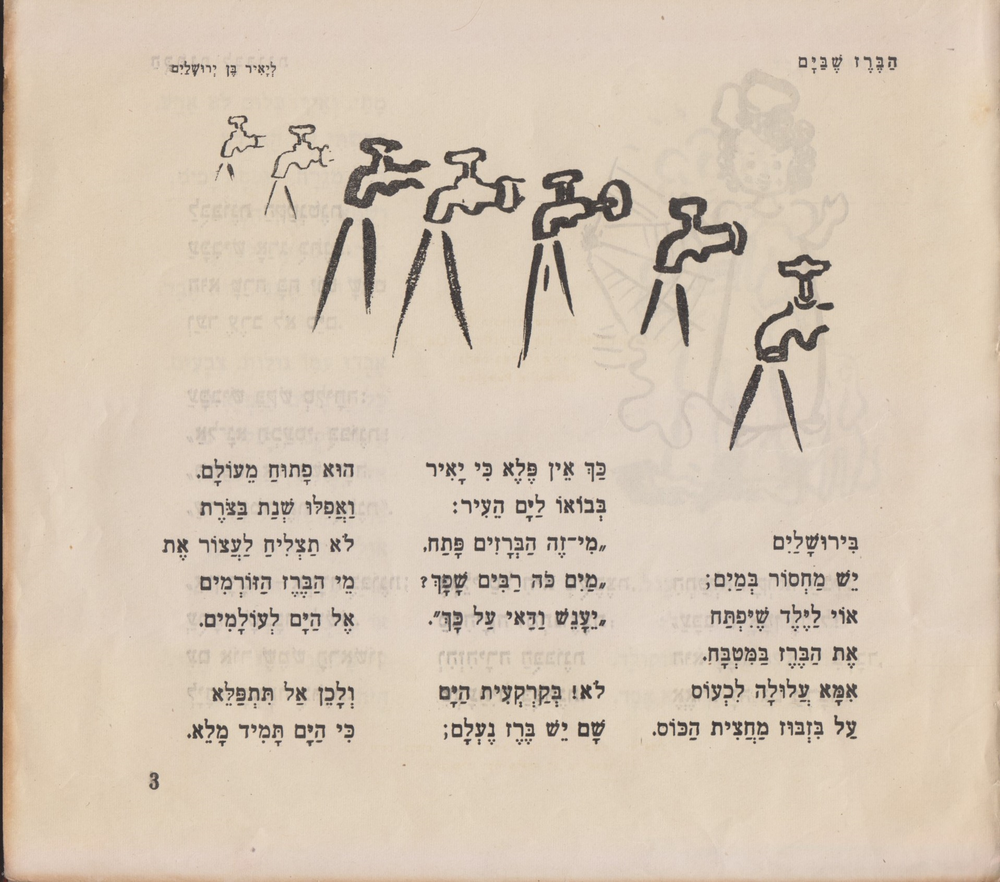 הַבֶּרֶז שֶׁבַּיָּם
לְיָאִיר בֶּן יְרוּשָׁלַיִם
בִּירוּשָׁלַיִם
יֵשׁ מַחְסוֹר בְּמַיִם;
אוֹי לַיֶּלֶד שֶׁיִּפְתַּח
אֶת הַבֶּרֶז בַּמִּטְבָּח.
אִמָּא עֲלוּלָה לִכְעוֹס
עַל בִּזְבּוּז מַחֲצִית הַכּוֹס.
כַּךְ אֵין פֶּלֶא כִּי יָאִיר
בְּבוֹאוֹ לַיָּם הֵעִיר:
„מִי־זֶה הַבְּרָזִים פָּתַח,
„מַיִם כֹּה רַבִּים שָׁפָךְ?
„יֵעָנֵשׁ וַדַּאי עַל כָּךְ”.
לֹא! בְּקַרְקְעִית הַיָּם
שָׁם יֵשׁ בֶּרֶז נֶעְלָם;
הוּא פָּתוּחַ מֵעוֹלָם.
וַאֲפִלּוּ שְׁנַת בַּצֹּרֶת
לֹא תַצְלִיחַ לַעֲצוֹר אֶת
מֵי הַבֶּרֶז הַזּוֹרְמִים
אֶל הַיָּם לְעוֹלָמִים.
וְלָכֵן אַל תִּתְפַּלֵּא
כִּי הַיָּם תָּמִיד מָלֵא.
3